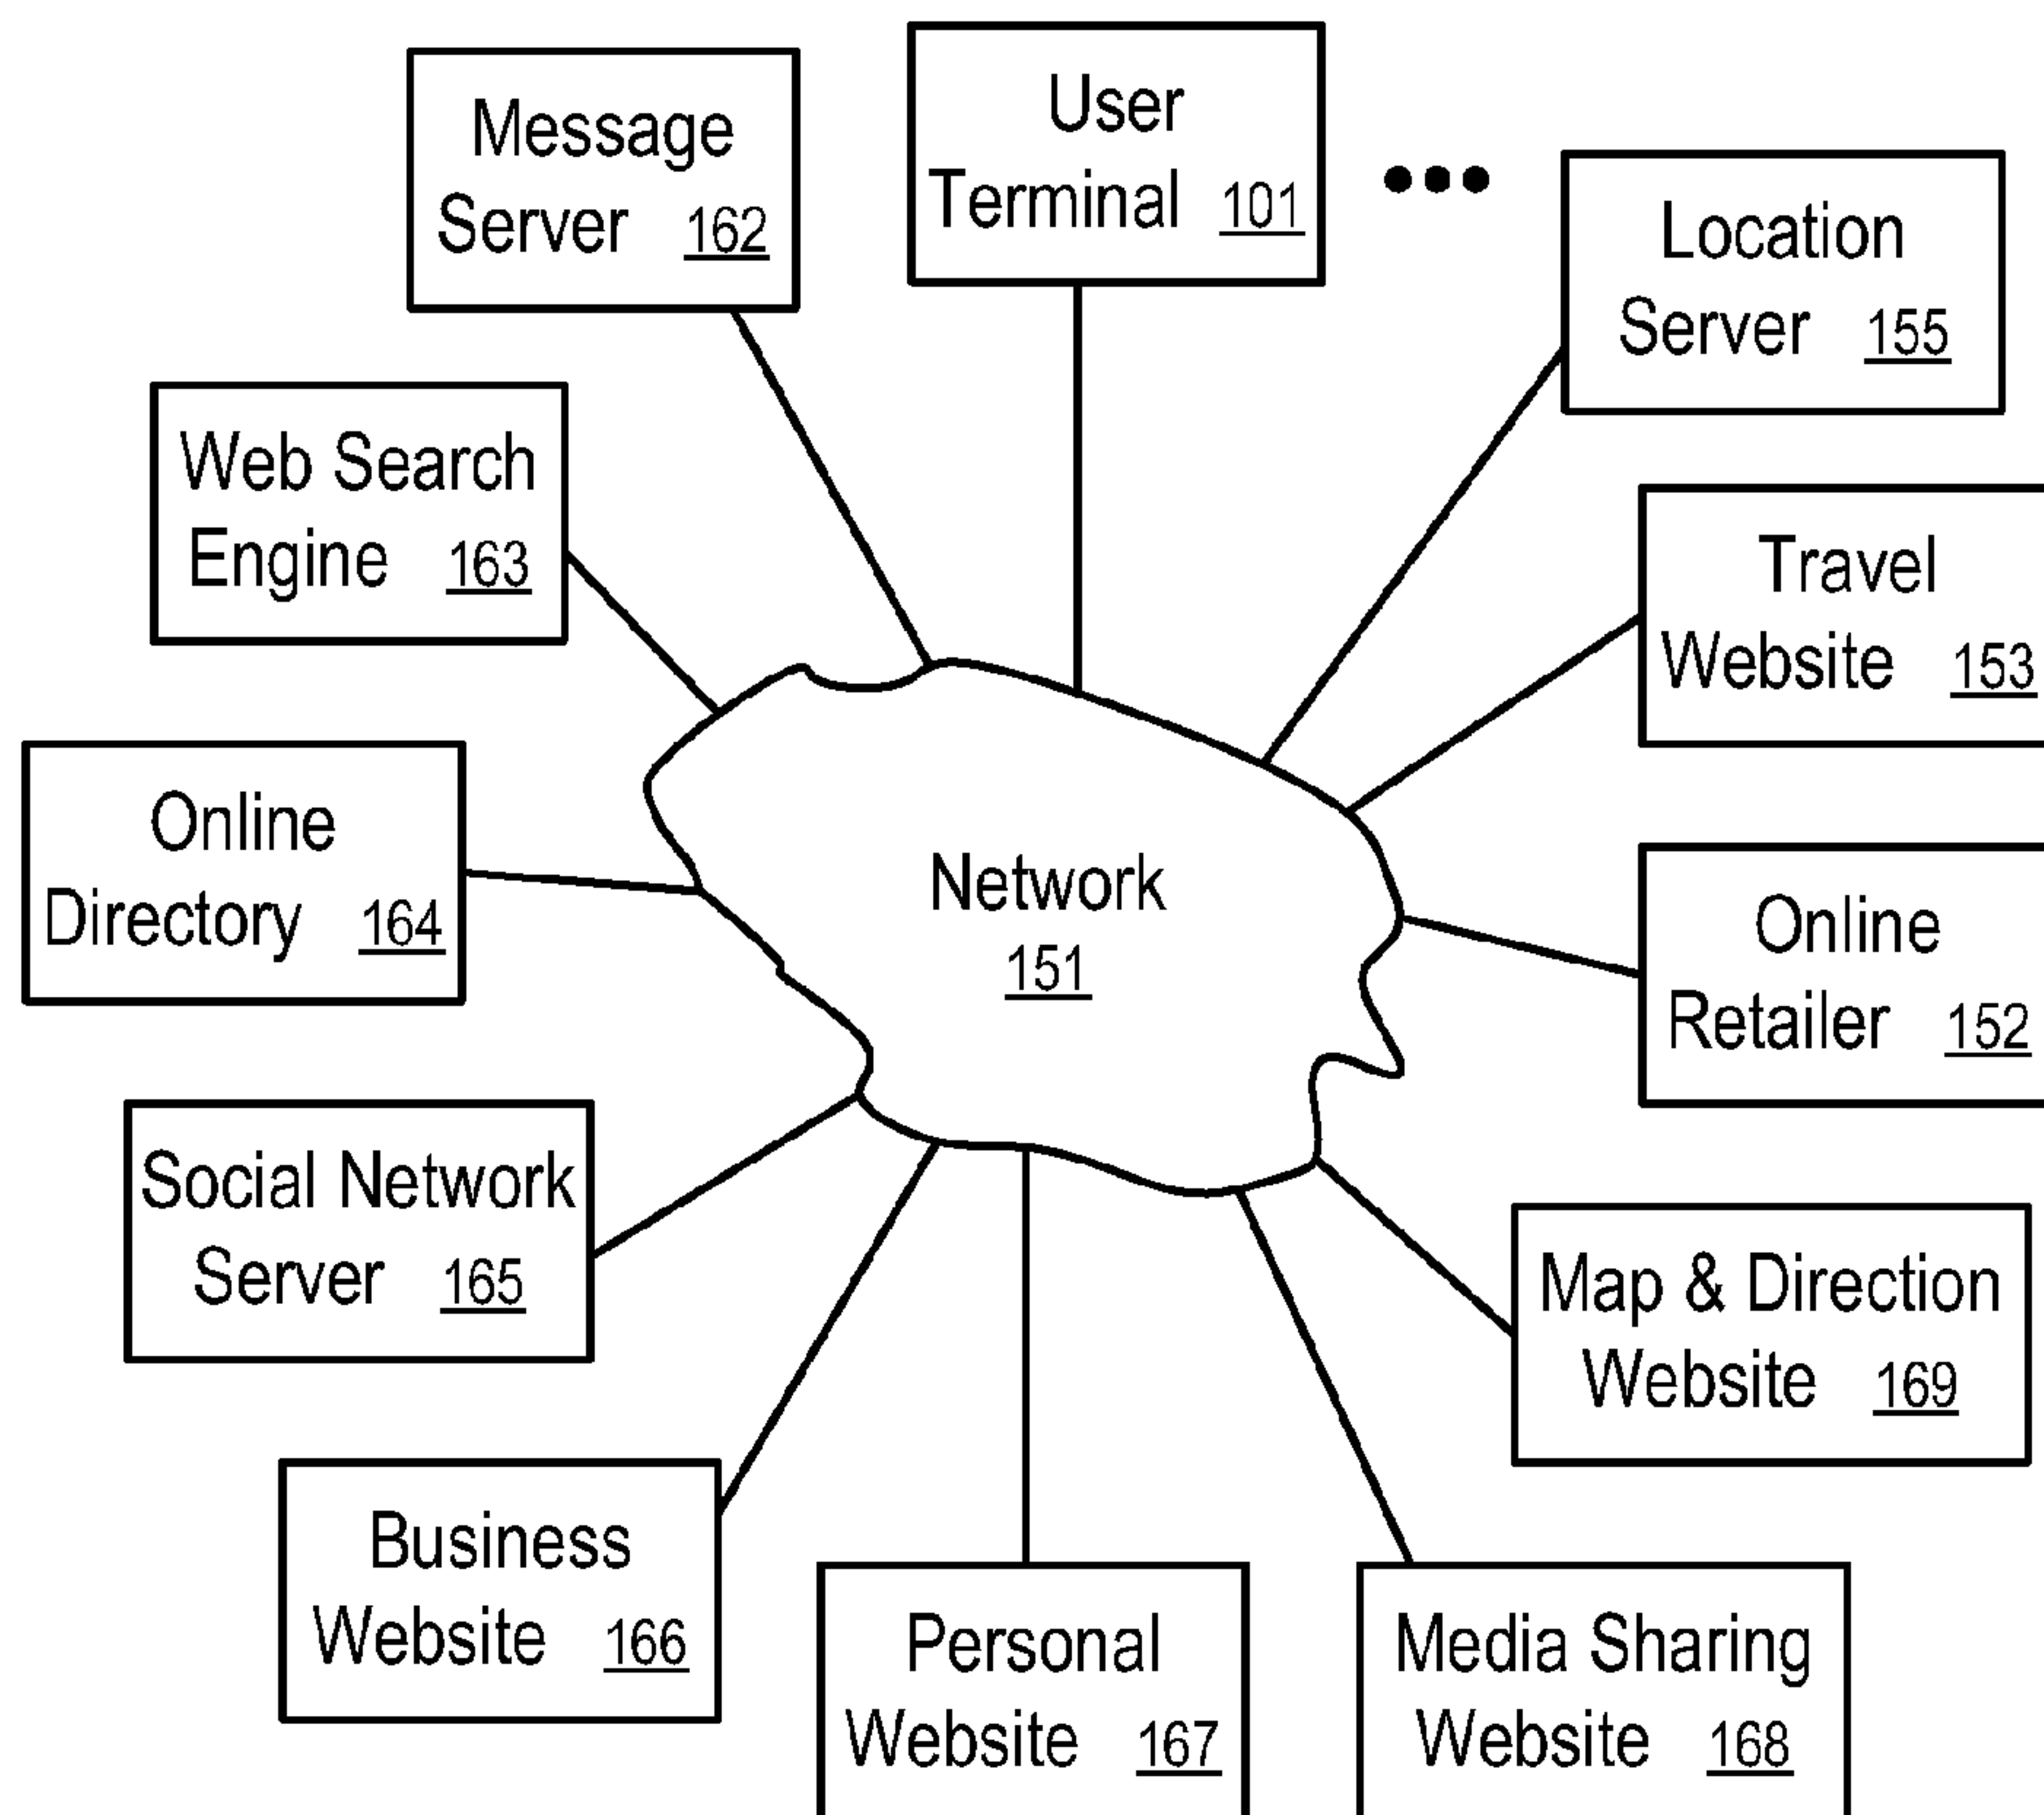 User
Terminal 101
Message
Server 162
Location
Server 155
Web Search
Engine 163
Travel
Website 153
Online
Directory 164
Network
151
Online
Retailer 152
Social Network
Server 165
Map & Direction
Website 169
Business
Website 166
Personal
Website 167
Media Sharing
Website 168